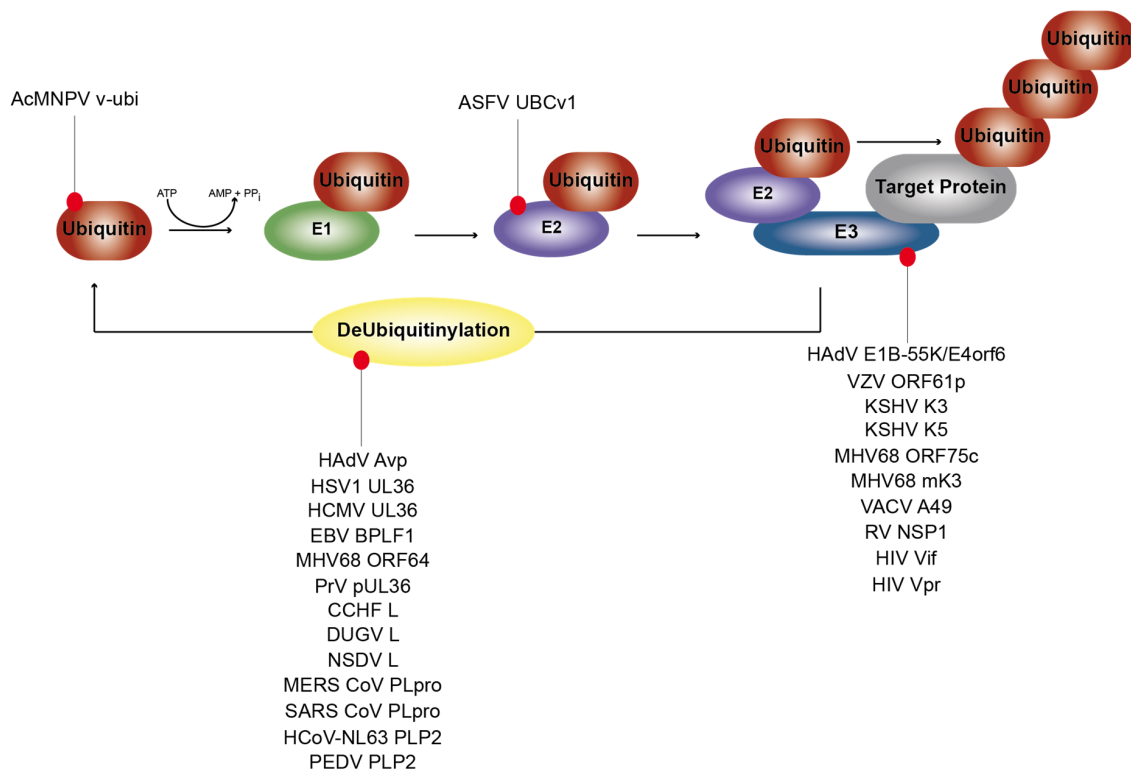 Ubiquitin
Ubiquitin
AcMNPV v-ubi
ASFV UBCv1
Ubiquitin
Ubiquitin
ATP
AMP + PPi
Ubiquitin
Ubiquitin
E2
Target Protein
Ubiquitin
E1
E2
E3
DeUbiquitinylation
HAdV E1B-55K/E4orf6
VZV ORF61p
KSHV K3
KSHV K5
MHV68 ORF75c
MHV68 mK3
VACV A49
RV NSP1
HIV Vif
HIV Vpr
HAdV Avp
HSV1 UL36
HCMV UL36
EBV BPLF1
MHV68 ORF64
PrV pUL36
CCHF L
DUGV L
NSDV L
MERS CoV PLpro
SARS CoV PLpro
HCoV-NL63 PLP2
PEDV PLP2